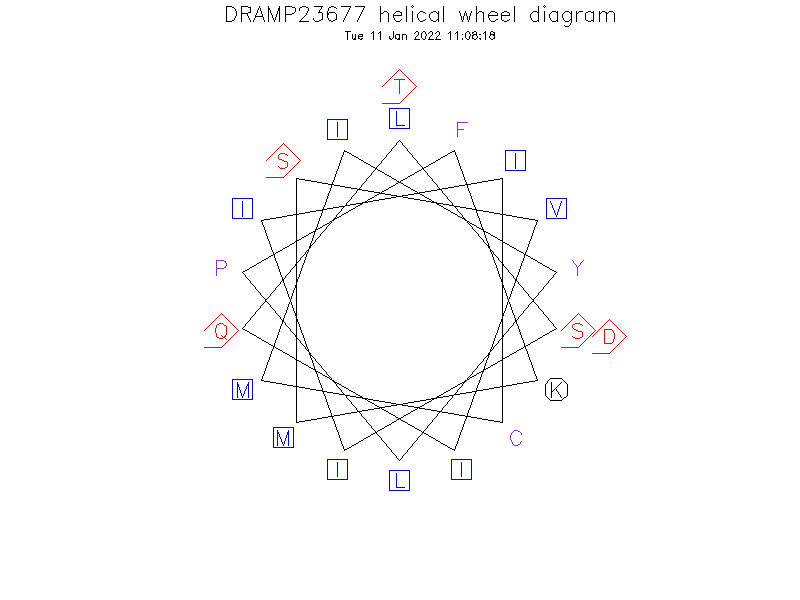 DRAMP23677 helical wheel diagram
Tue 11 Jan 2022 11:08:18
T
I L F
S I
I V
P Y
Q S D
M K
M C
I L I